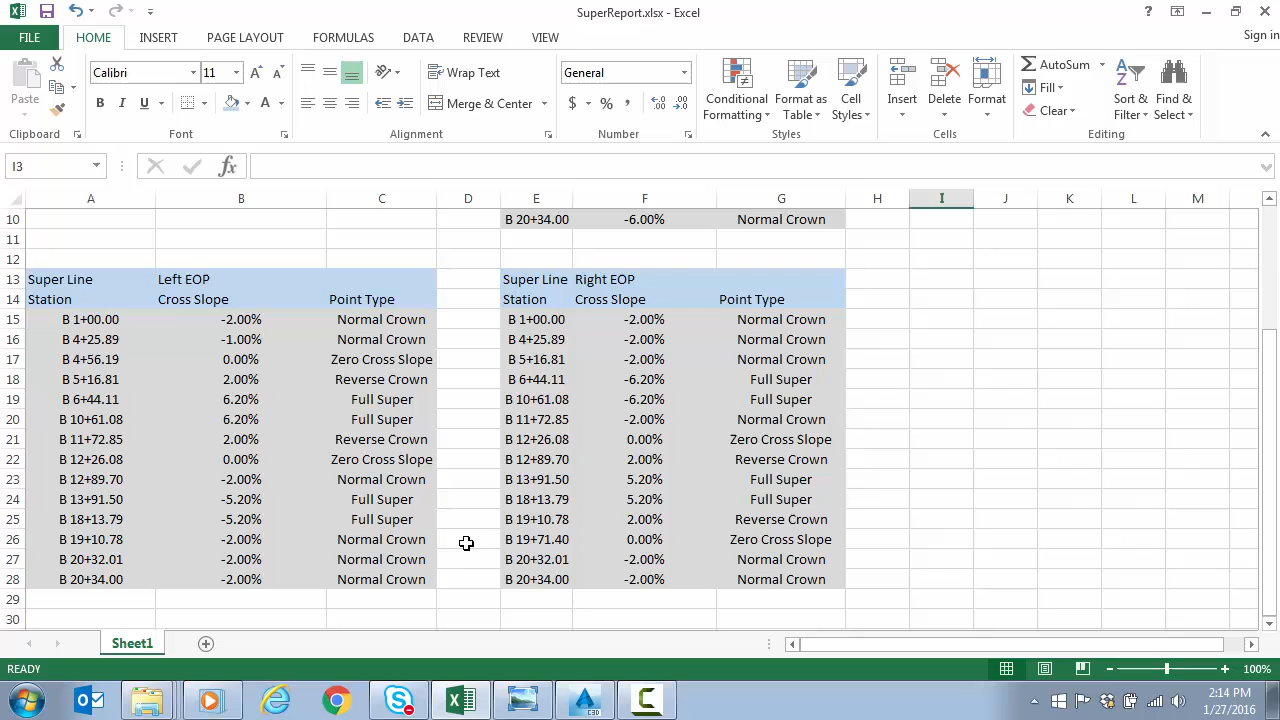 SuperReport.xlsx - Excel
FILE HOME INSERT PAGE LAYOUT FORMULAS DATA REVIEW VIEW Sign in
Calibri 11 Wrap Text General AutoSum
Paste Fill
B I U Merge & Center $ % , Conditional Format as Cell Insert Delete Format Sort & Find &
Formatting Table Styles Clear Filter Select
Clipboard Font Alignment Number Styles Cells Editing
I3 fx
A B C D E F G H I J K L M
10 B 20+34.00 -6.00% Normal Crown
11
12
13 Super Line Left EOP Super Line Right EOP
14 Station Cross Slope Point Type Station Cross Slope Point Type
15 B 1+00.00 -2.00% Normal Crown B 1+00.00 -2.00% Normal Crown
16 B 4+25.89 -1.00% Normal Crown B 4+25.89 -2.00% Normal Crown
17 B 4+56.19 0.00% Zero Cross Slope B 5+16.81 -2.00% Normal Crown
18 B 5+16.81 2.00% Reverse Crown B 6+44.11 -6.20% Full Super
19 B 6+44.11 6.20% Full Super B 10+61.08 -6.20% Full Super
20 B 10+61.08 6.20% Full Super B 11+72.85 -2.00% Normal Crown
21 B 11+72.85 2.00% Reverse Crown B 12+26.08 0.00% Zero Cross Slope
22 B 12+26.08 0.00% Zero Cross Slope B 12+89.70 2.00% Reverse Crown
23 B 12+89.70 -2.00% Normal Crown B 13+91.50 5.20% Full Super
24 B 13+91.50 -5.20% Full Super B 18+13.79 5.20% Full Super
25 B 18+13.79 -5.20% Full Super B 19+10.78 2.00% Reverse Crown
26 B 19+10.78 -2.00% Normal Crown B 19+71.40 0.00% Zero Cross Slope
27 B 20+32.01 -2.00% Normal Crown B 20+32.01 -2.00% Normal Crown
28 B 20+34.00 -2.00% Normal Crown B 20+34.00 -2.00% Normal Crown
29
30
Sheet1
READY 100%
2:14 PM
1/27/2016